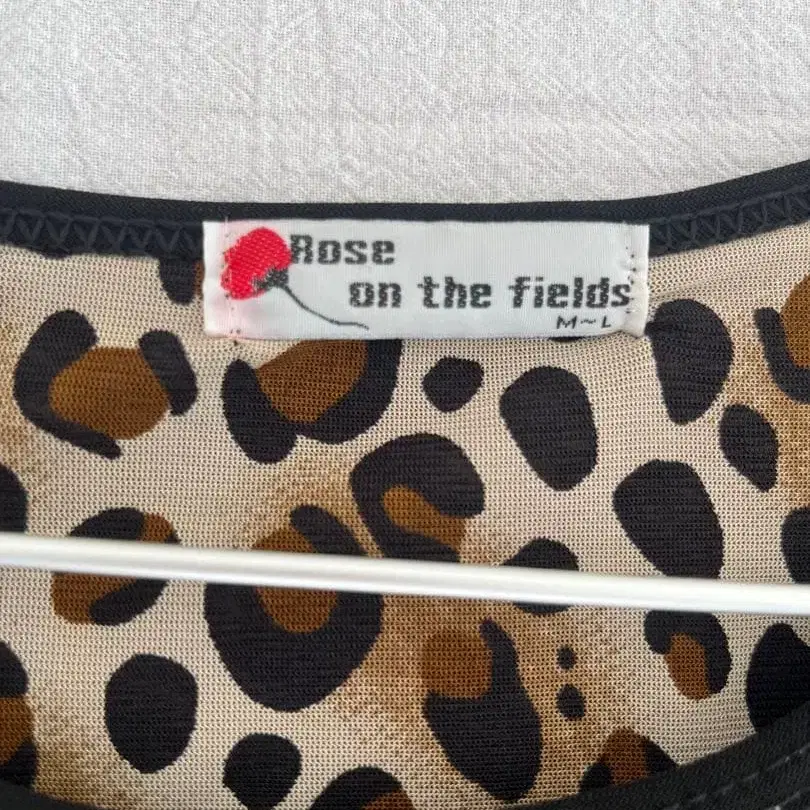 Rose
on the fields
M~L